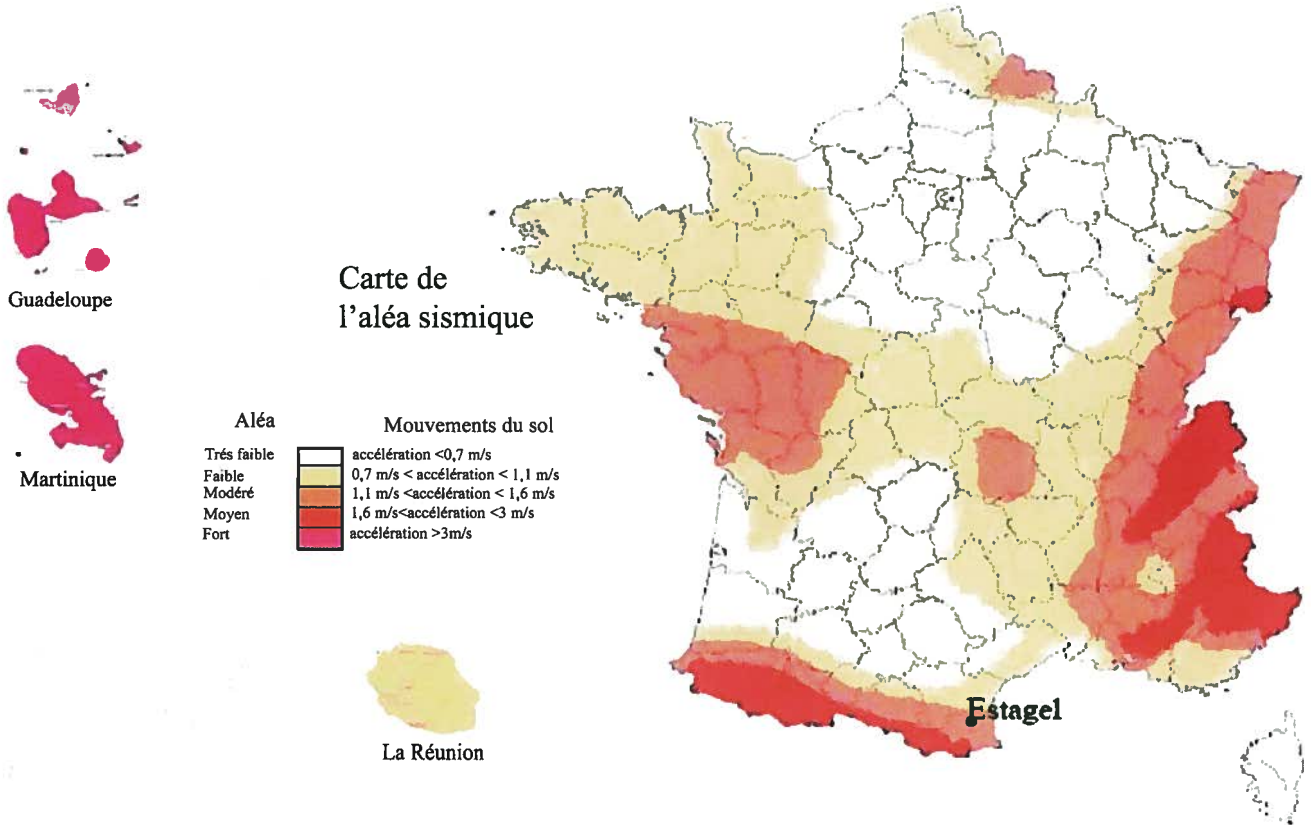 Guadeloupe
Martinique
Carte de
l'aléa sismique
Aléa Mouvements du sol
Trés faible accélération <0,7 m/s
Faible 0,7 m/s < accélération < 1,1 m/s
Modéré 1,1 m/s <accélération < 1,6 m/s
Moyen 1,6 m/s<accélération <3 m/s
Fort accélération >3m/s
La Réunion
Estagel